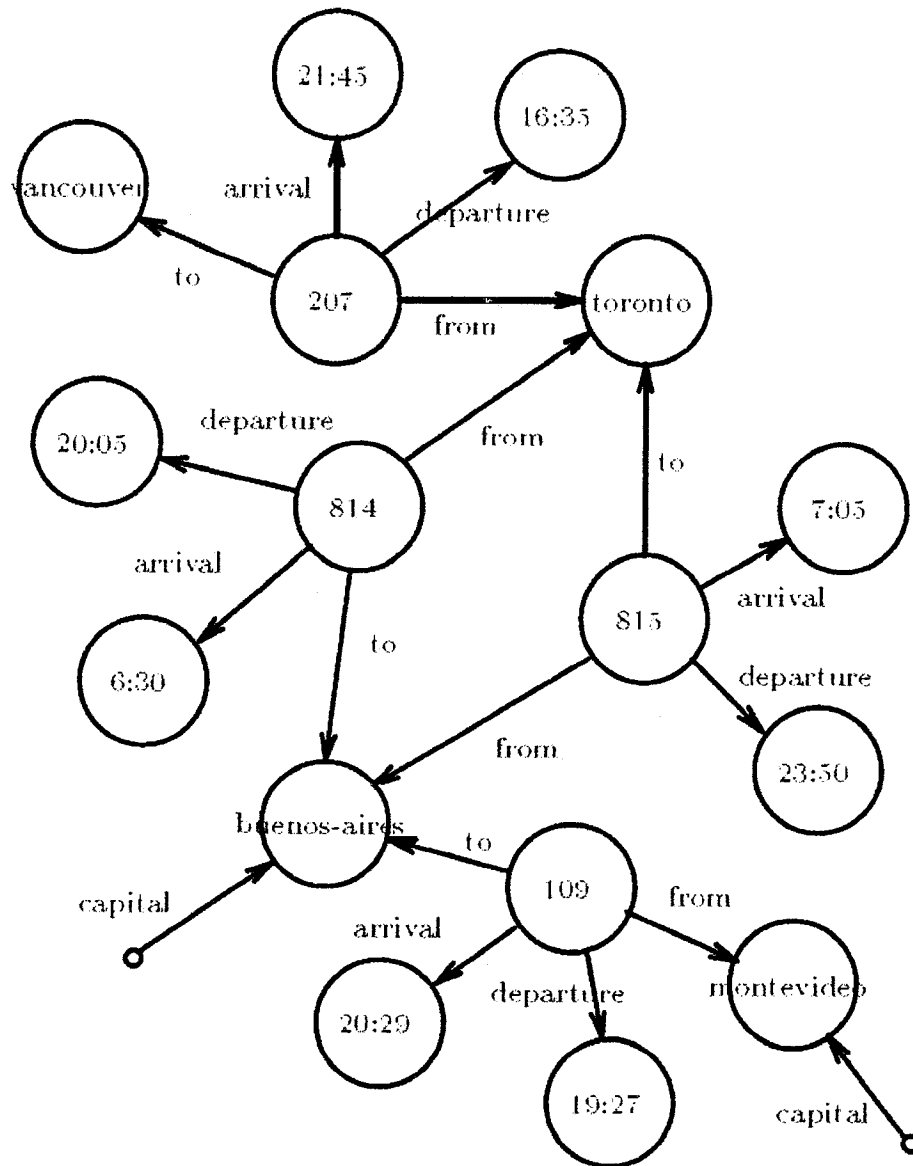 21:45
16:35
vancouver
arrival
departure
to
207
toronto
from
departure
20:05
from
to
814
7:05
arrival
arrival
815
to
6:30
departure
from
23:50
buenos-aires
to
109
capital
from
arrival
montevideo
departure
20:29
19:27
capital